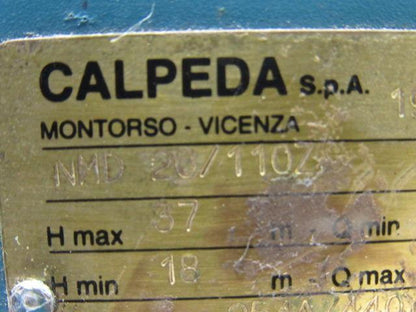 CALPEDA S.p.A.
MONTORSO - VICENZA
NMD 20/110Z
H max 37 m Q min
H min 18 m - Q max